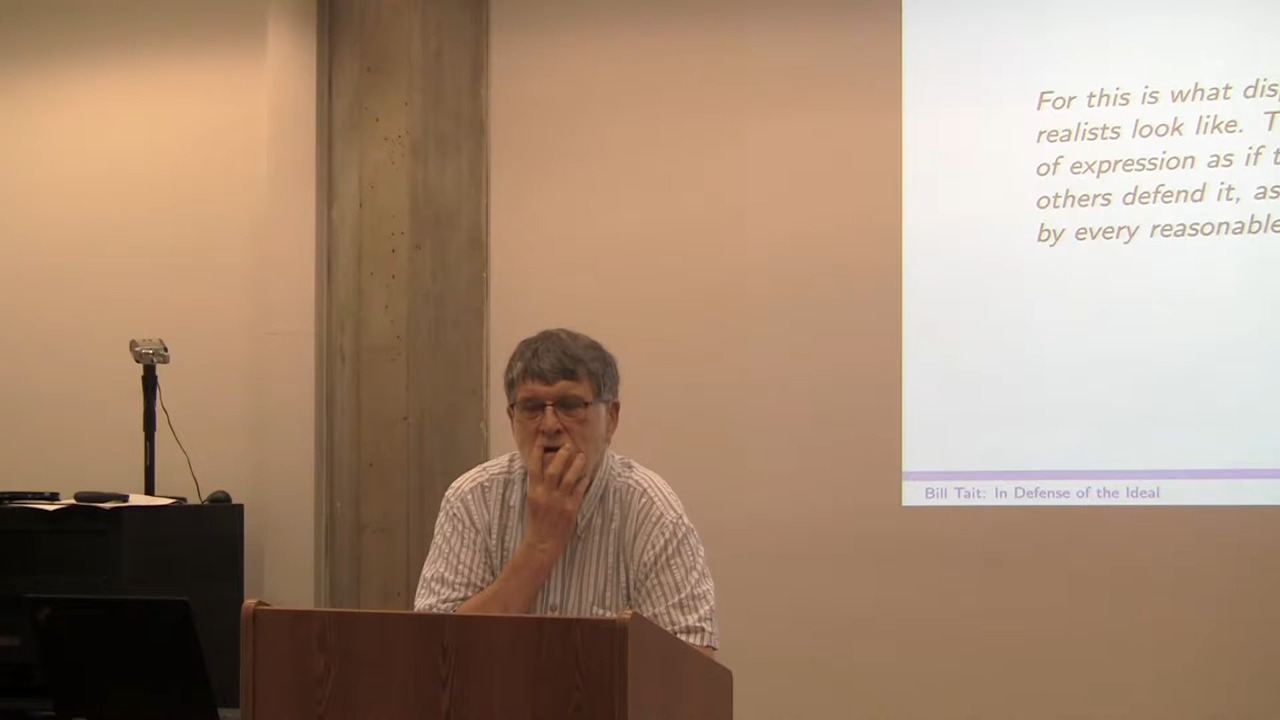 For this is what dis
realists look like. T
of expression as if t
others defend it, as
by every reasonable
Bill Tait: In Defense of the Ideal